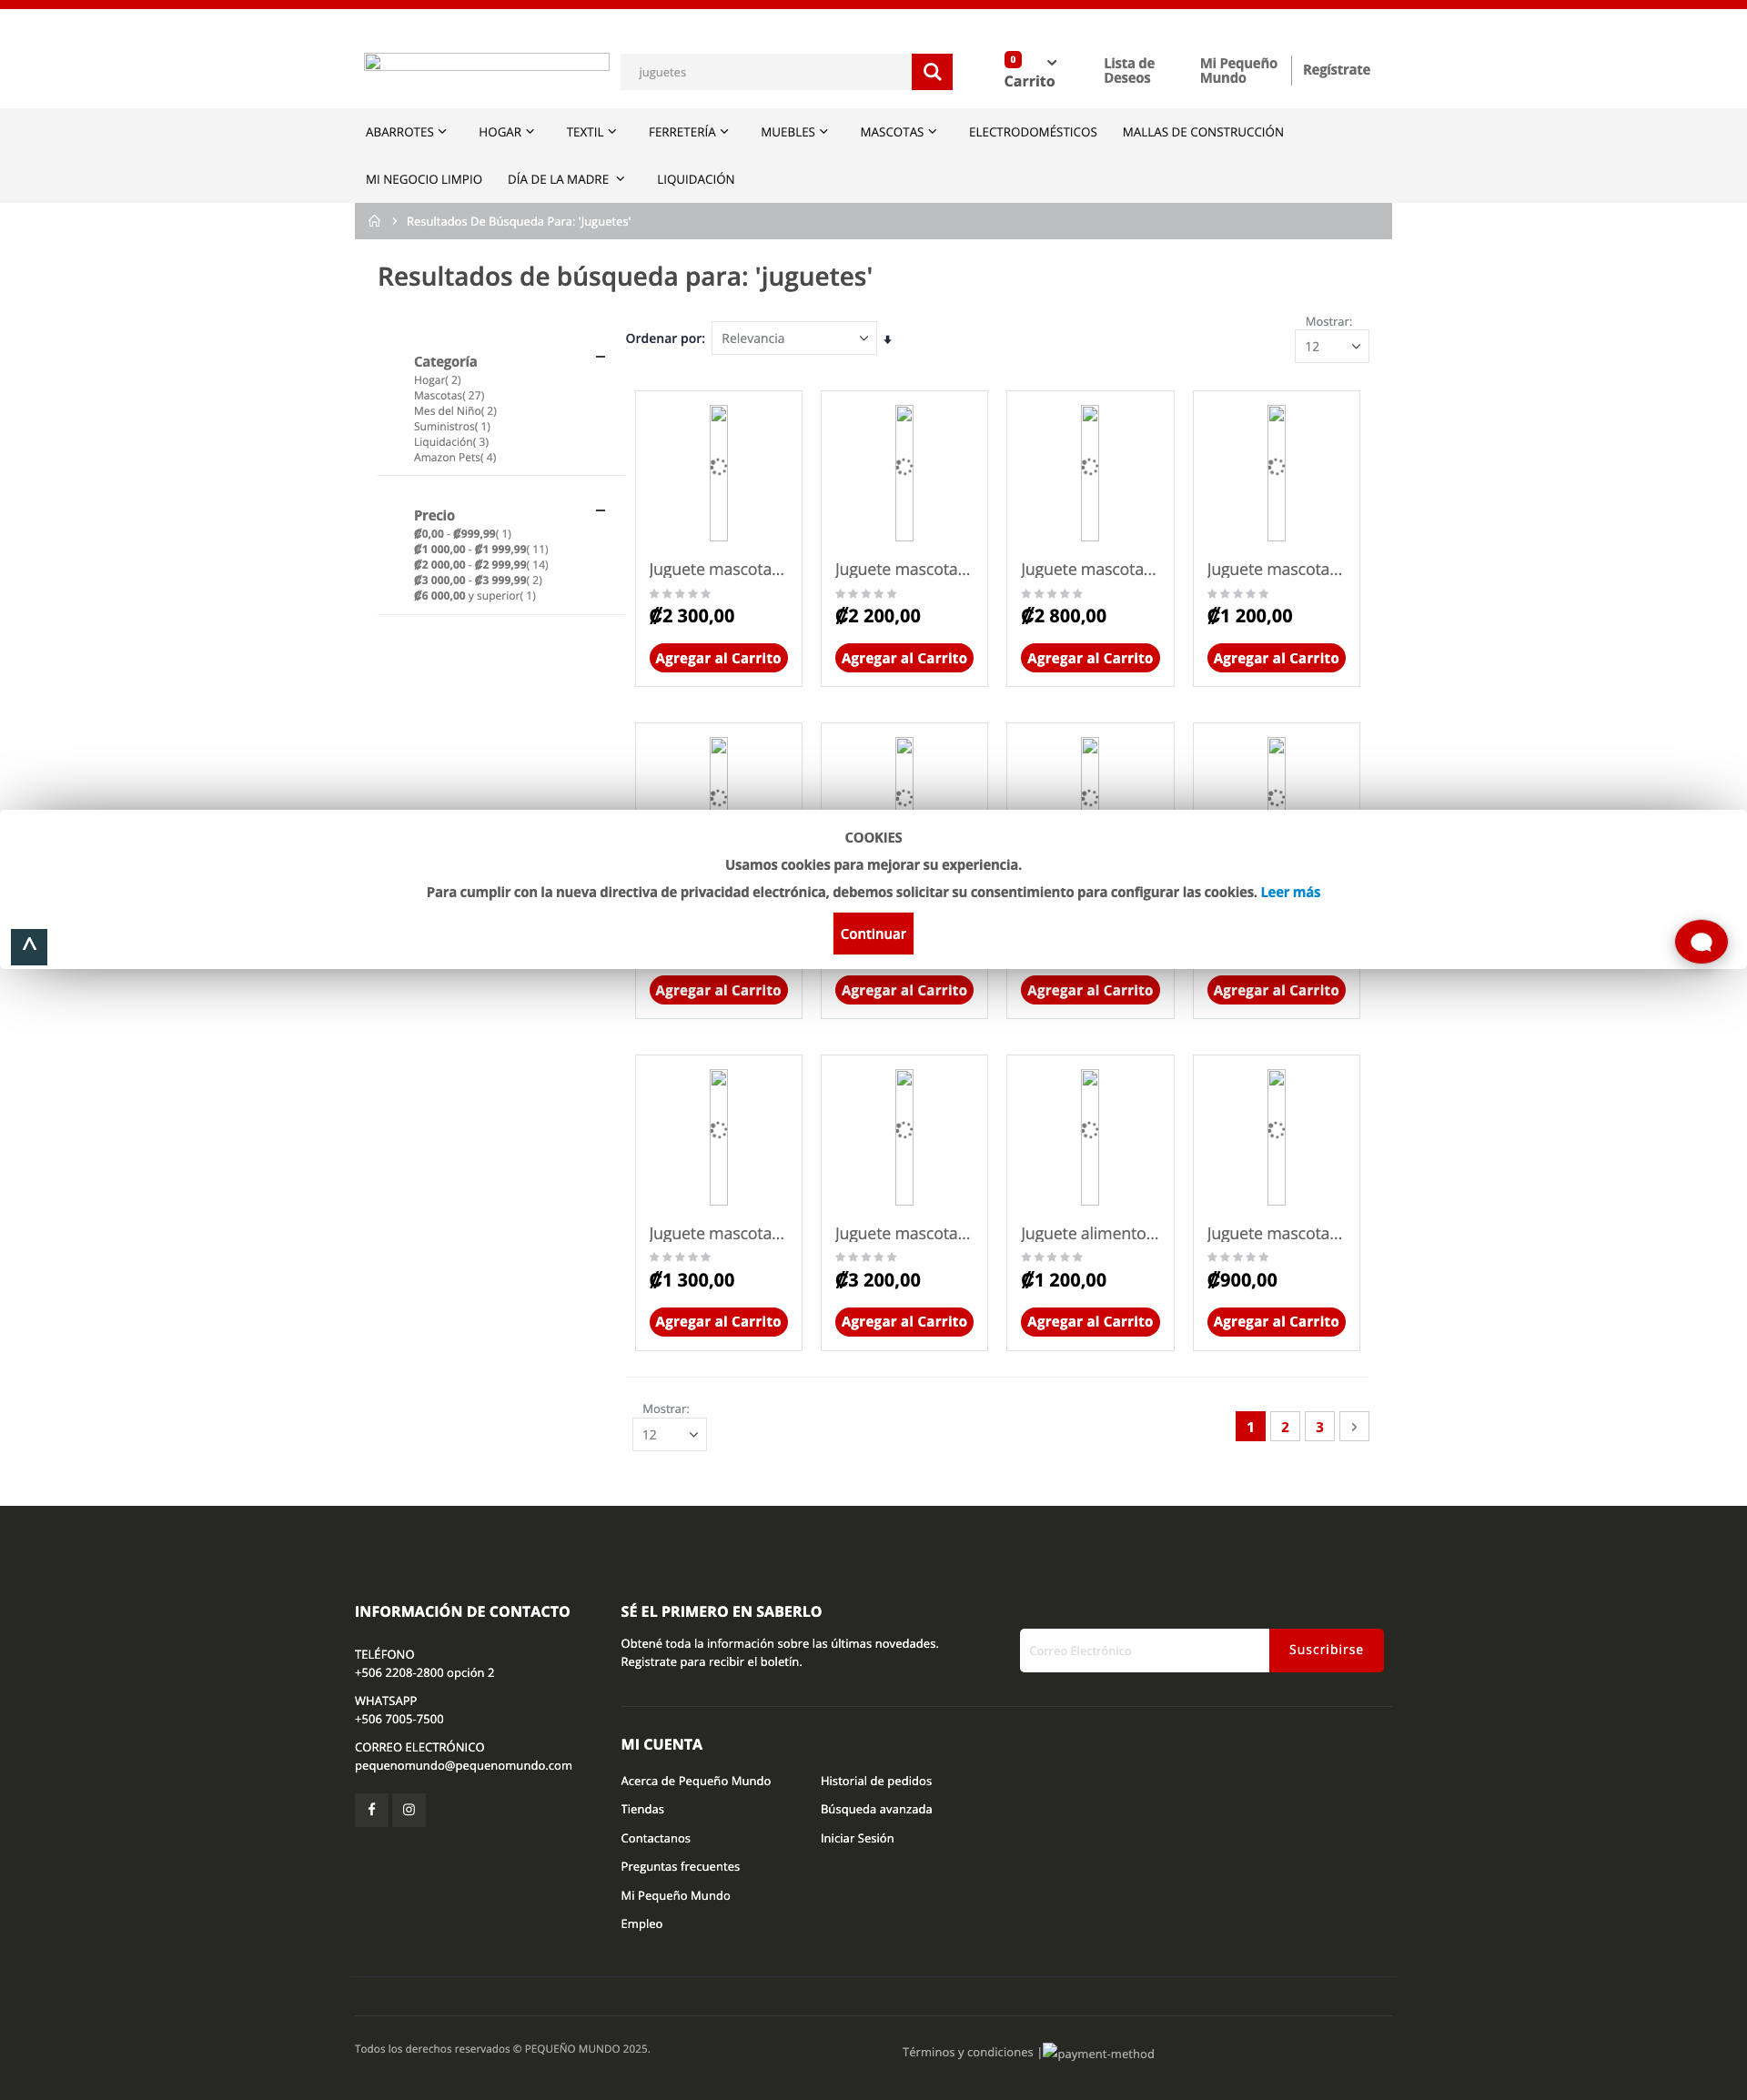 juguetes
0
Carrito
Lista de
Deseos
Mi Pequeño
Mundo
Regístrate
ABARROTES HOGAR TEXTIL FERRETERÍA MUEBLES MASCOTAS ELECTRODOMÉSTICOS MALLAS DE CONSTRUCCIÓN
MI NEGOCIO LIMPIO DÍA DE LA MADRE LIQUIDACIÓN
Resultados De Búsqueda Para: 'Juguetes'
Resultados de búsqueda para: 'juguetes'
Ordenar por: Relevancia
Mostrar:
12
Categoría
Hogar( 2)
Mascotas( 27)
Mes del Niño( 2)
Suministros( 1)
Liquidación( 3)
Amazon Pets( 4)
Precio
₡0,00 - ₡999,99( 1)
₡1 000,00 - ₡1 999,99( 11)
₡2 000,00 - ₡2 999,99( 14)
₡3 000,00 - ₡3 999,99( 2)
₡6 000,00 y superior( 1)
Juguete mascota... Juguete mascota... Juguete mascota... Juguete mascota...
₡2 300,00 ₡2 200,00 ₡2 800,00 ₡1 200,00
Agregar al Carrito Agregar al Carrito Agregar al Carrito Agregar al Carrito
COOKIES
Usamos cookies para mejorar su experiencia.
Para cumplir con la nueva directiva de privacidad electrónica, debemos solicitar su consentimiento para configurar las cookies. Leer más
Continuar
Agregar al Carrito Agregar al Carrito Agregar al Carrito Agregar al Carrito
Juguete mascota... Juguete mascota... Juguete alimento... Juguete mascota...
₡1 300,00 ₡3 200,00 ₡1 200,00 ₡900,00
Agregar al Carrito Agregar al Carrito Agregar al Carrito Agregar al Carrito
Mostrar:
12
1 2 3
INFORMACIÓN DE CONTACTO
TELÉFONO
+506 2208-2800 opción 2
WHATSAPP
+506 7005-7500
CORREO ELECTRÓNICO
pequenomundo@pequenomundo.com
SÉ EL PRIMERO EN SABERLO
Obtené toda la información sobre las últimas novedades.
Registrate para recibir el boletín.
Correo Electrónico
Suscribirse
MI CUENTA
Acerca de Pequeño Mundo
Tiendas
Contactanos
Preguntas frecuentes
Mi Pequeño Mundo
Empleo
Historial de pedidos
Búsqueda avanzada
Iniciar Sesión
Todos los derechos reservados © PEQUEÑO MUNDO 2025.
Términos y condiciones | payment-method